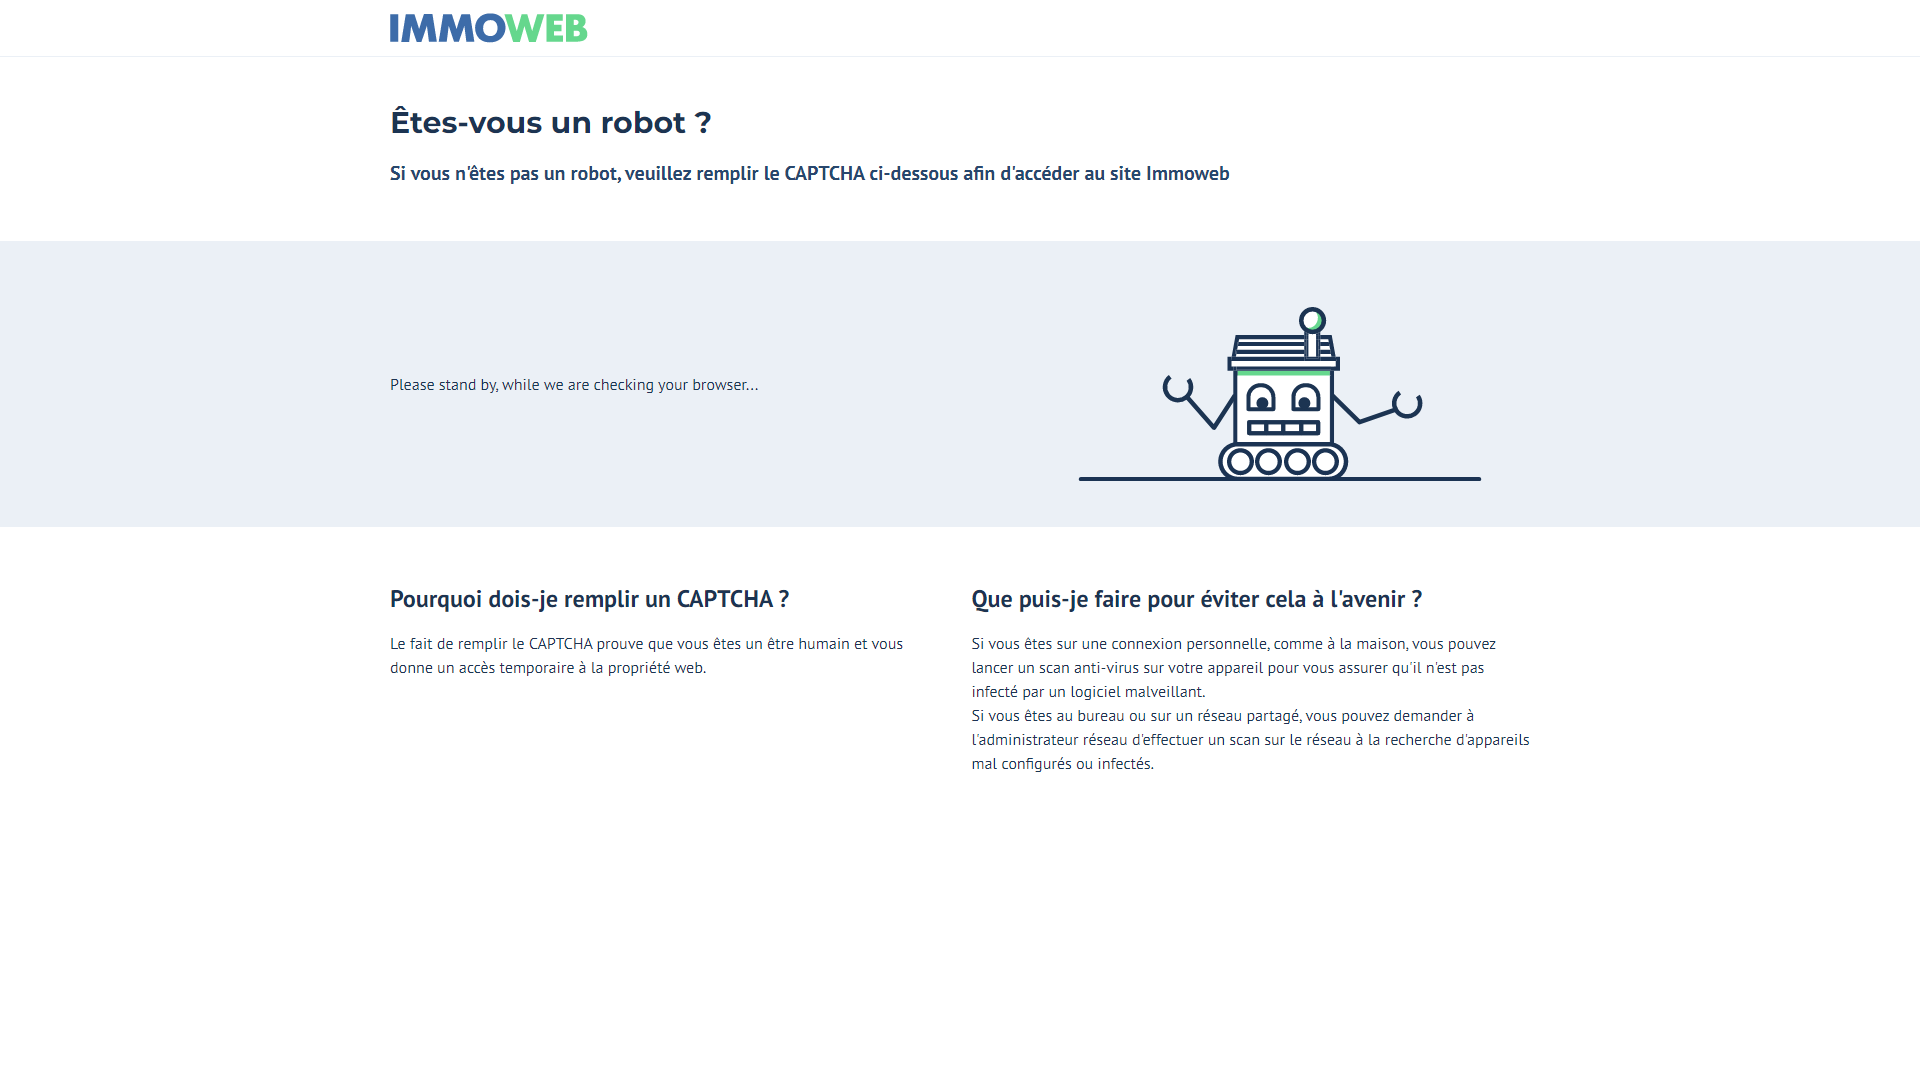 IMMOWEB
Êtes-vous un robot ?
Si vous n'êtes pas un robot, veuillez remplir le CAPTCHA ci-dessous afin d'accéder au site Immoweb
Please stand by, while we are checking your browser...
Pourquoi dois-je remplir un CAPTCHA ?
Le fait de remplir le CAPTCHA prouve que vous êtes un être humain et vous
donne un accès temporaire à la propriété web.
Que puis-je faire pour éviter cela à l'avenir ?
Si vous êtes sur une connexion personnelle, comme à la maison, vous pouvez
lancer un scan anti-virus sur votre appareil pour vous assurer qu'il n'est pas
infecté par un logiciel malveillant.
Si vous êtes au bureau ou sur un réseau partagé, vous pouvez demander à
l'administrateur réseau d'effectuer un scan sur le réseau à la recherche d'appareils
mal configurés ou infectés.